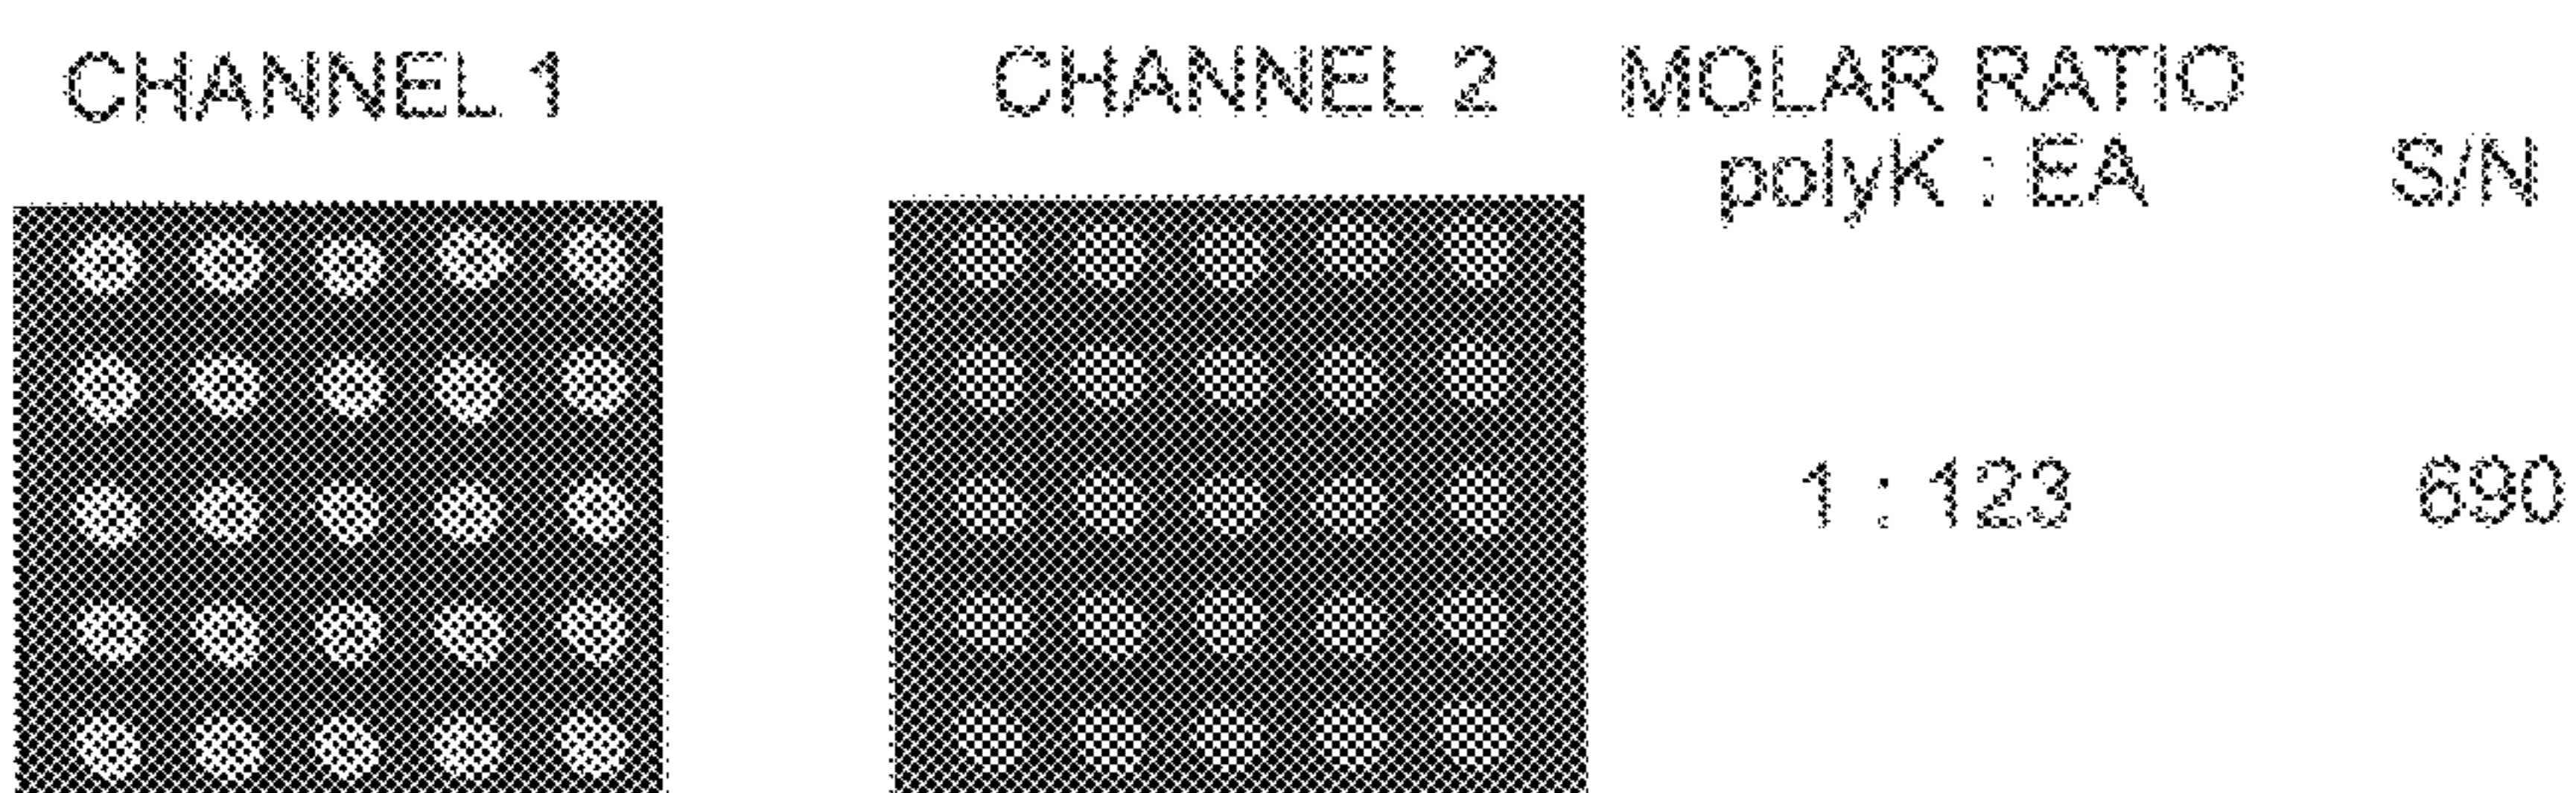 CHANNEL 1 CHANNEL 2 MOLAR RATIO
polyK : EA S/N
1 : 123 690